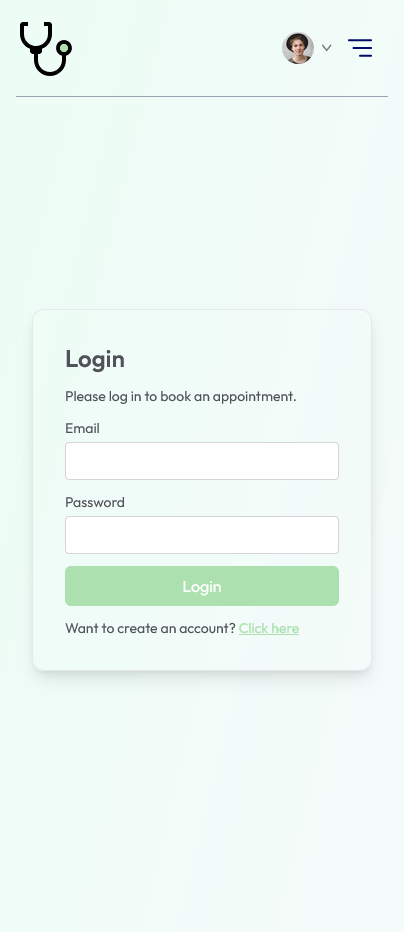 Login
Please log in to book an appointment.
Email
Password
Login
Want to create an account? Click here